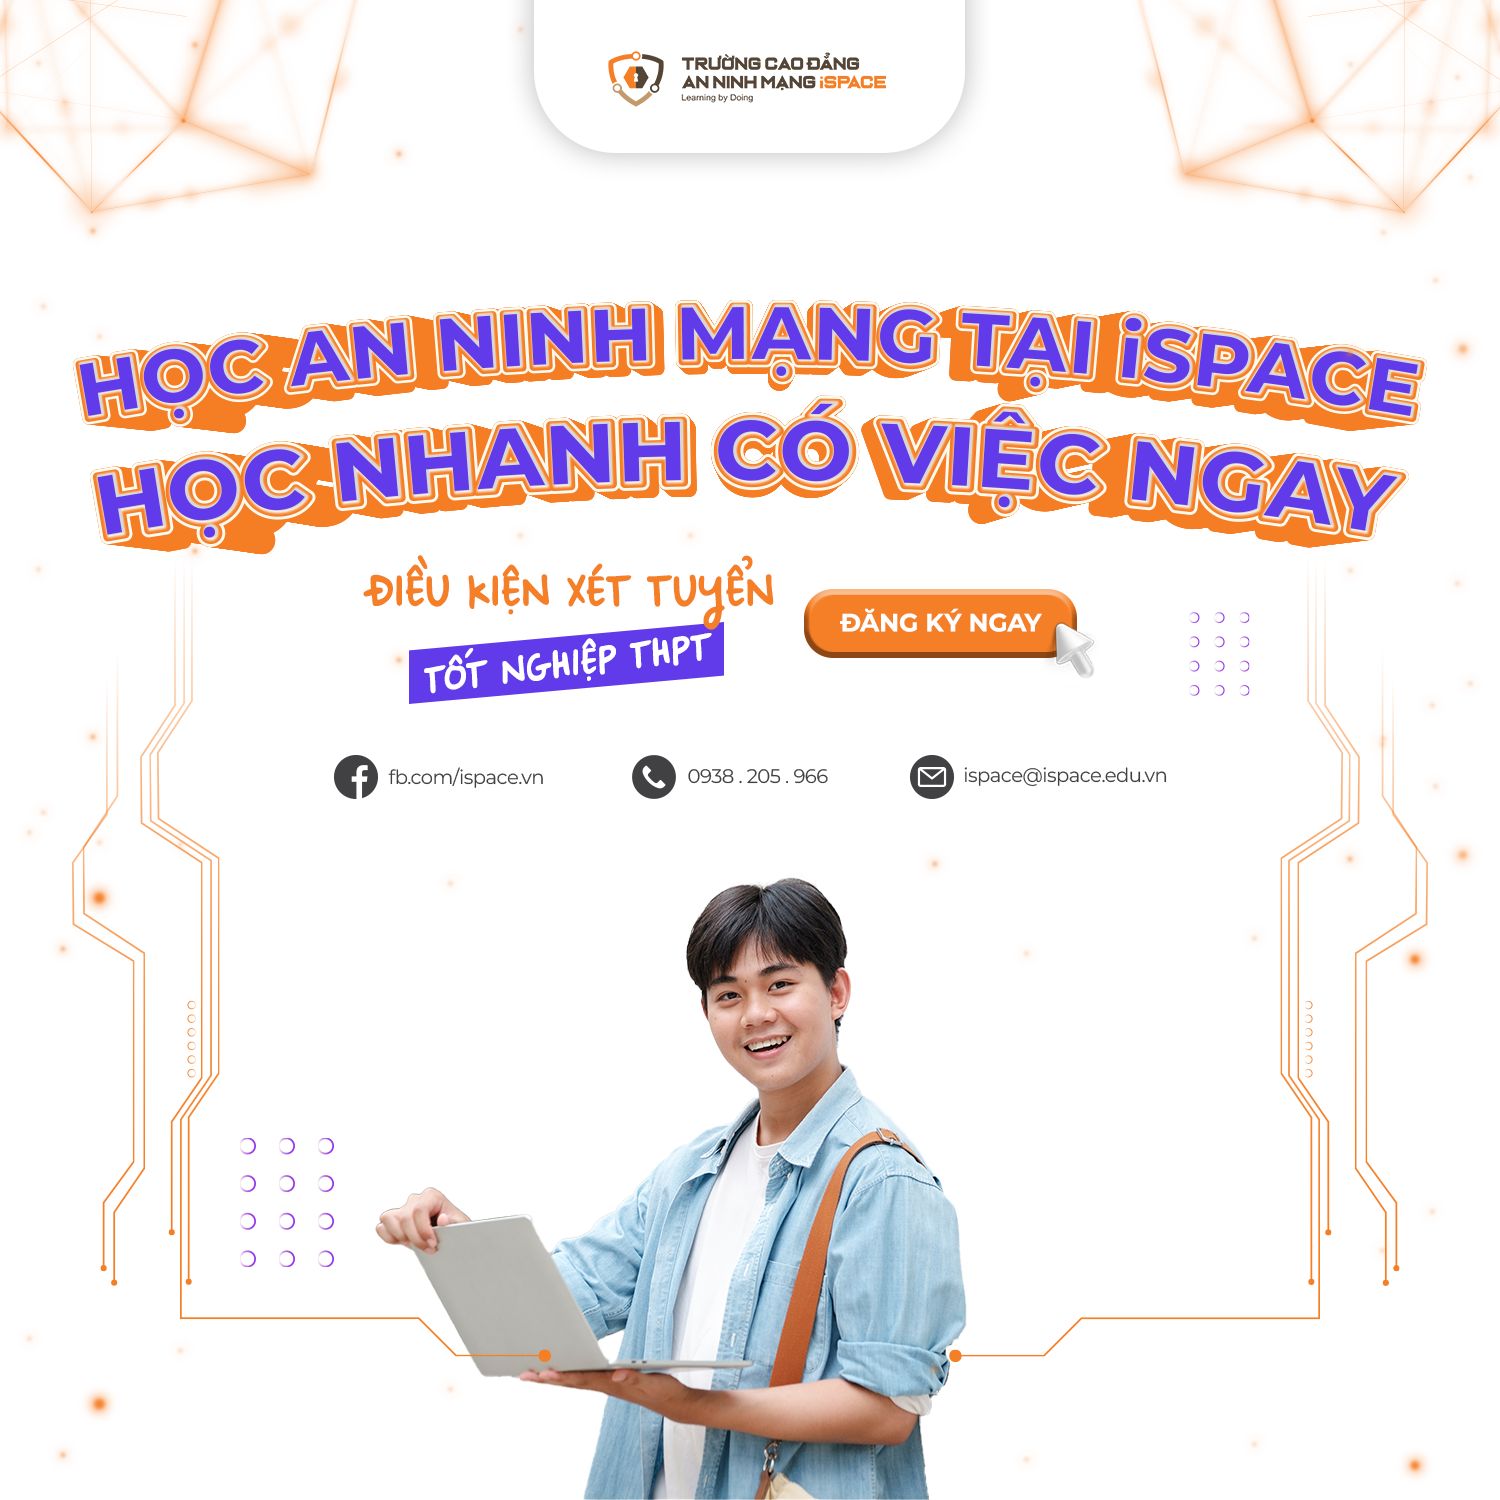 TRƯỜNG CAO ĐẲNG
AN NINH MẠNG iSPACE
Learning by Doing
HỌC AN NINH MẠNG TẠI iSPACE
HỌC NHANH CÓ VIỆC NGAY
ĐIỀU KIỆN XÉT TUYỂN
TỐT NGHIỆP THPT
ĐĂNG KÝ NGAY
fb.com/ispace.vn
0938 . 205 . 966
ispace@ispace.edu.vn